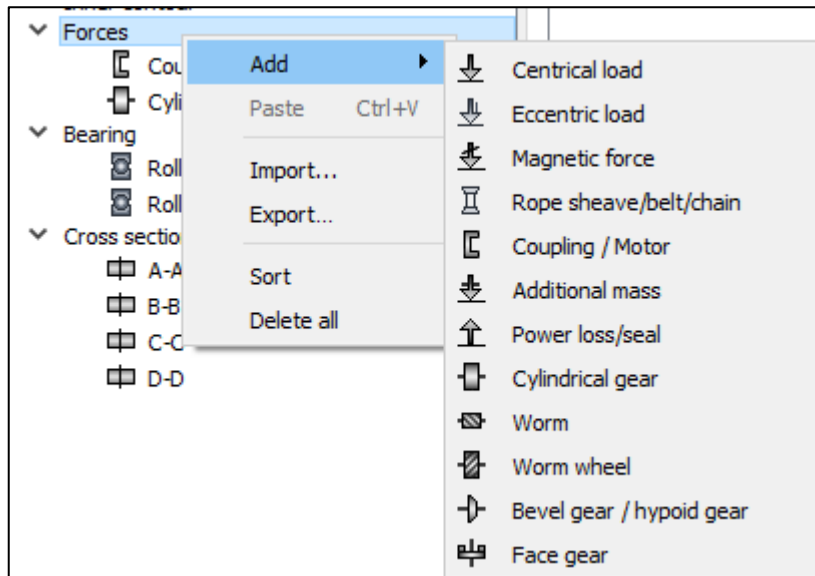 Forces
Cou
Cyli
Bearing
Roll
Roll
Cross sectio
A-A
B-B
C-C
D-D
Add
Paste Ctrl+V
Import...
Export...
Sort
Delete all
Centrical load
Eccentric load
Magnetic force
Rope sheave/belt/chain
Coupling / Motor
Additional mass
Power loss/seal
Cylindrical gear
Worm
Worm wheel
Bevel gear / hypoid gear
Face gear